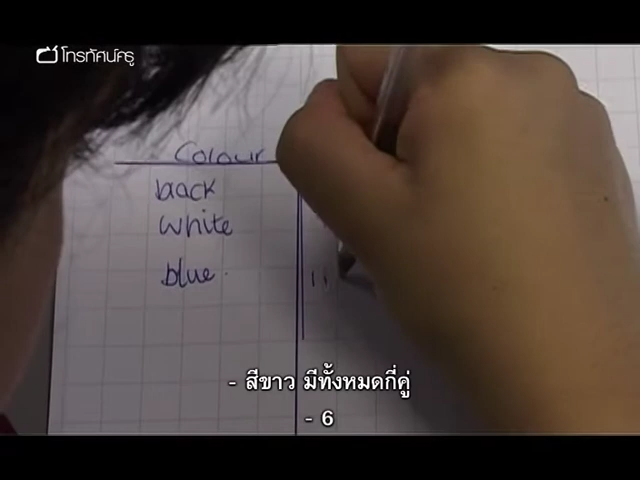 โทรทัศน์ครู
Colour
back
white
blue
- สีขาว มีทั้งหมดกี่คู่
- 6